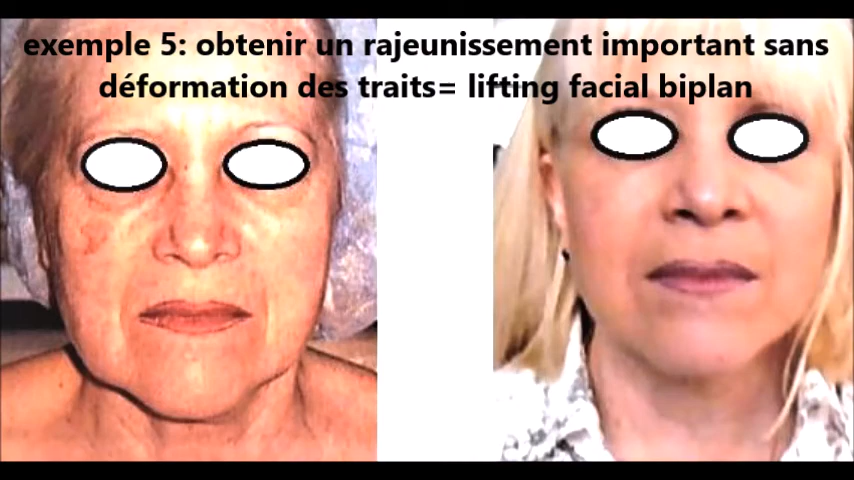 exemple 5: obtenir un rajeunissement important sans
déformation des traits= lifting facial biplan